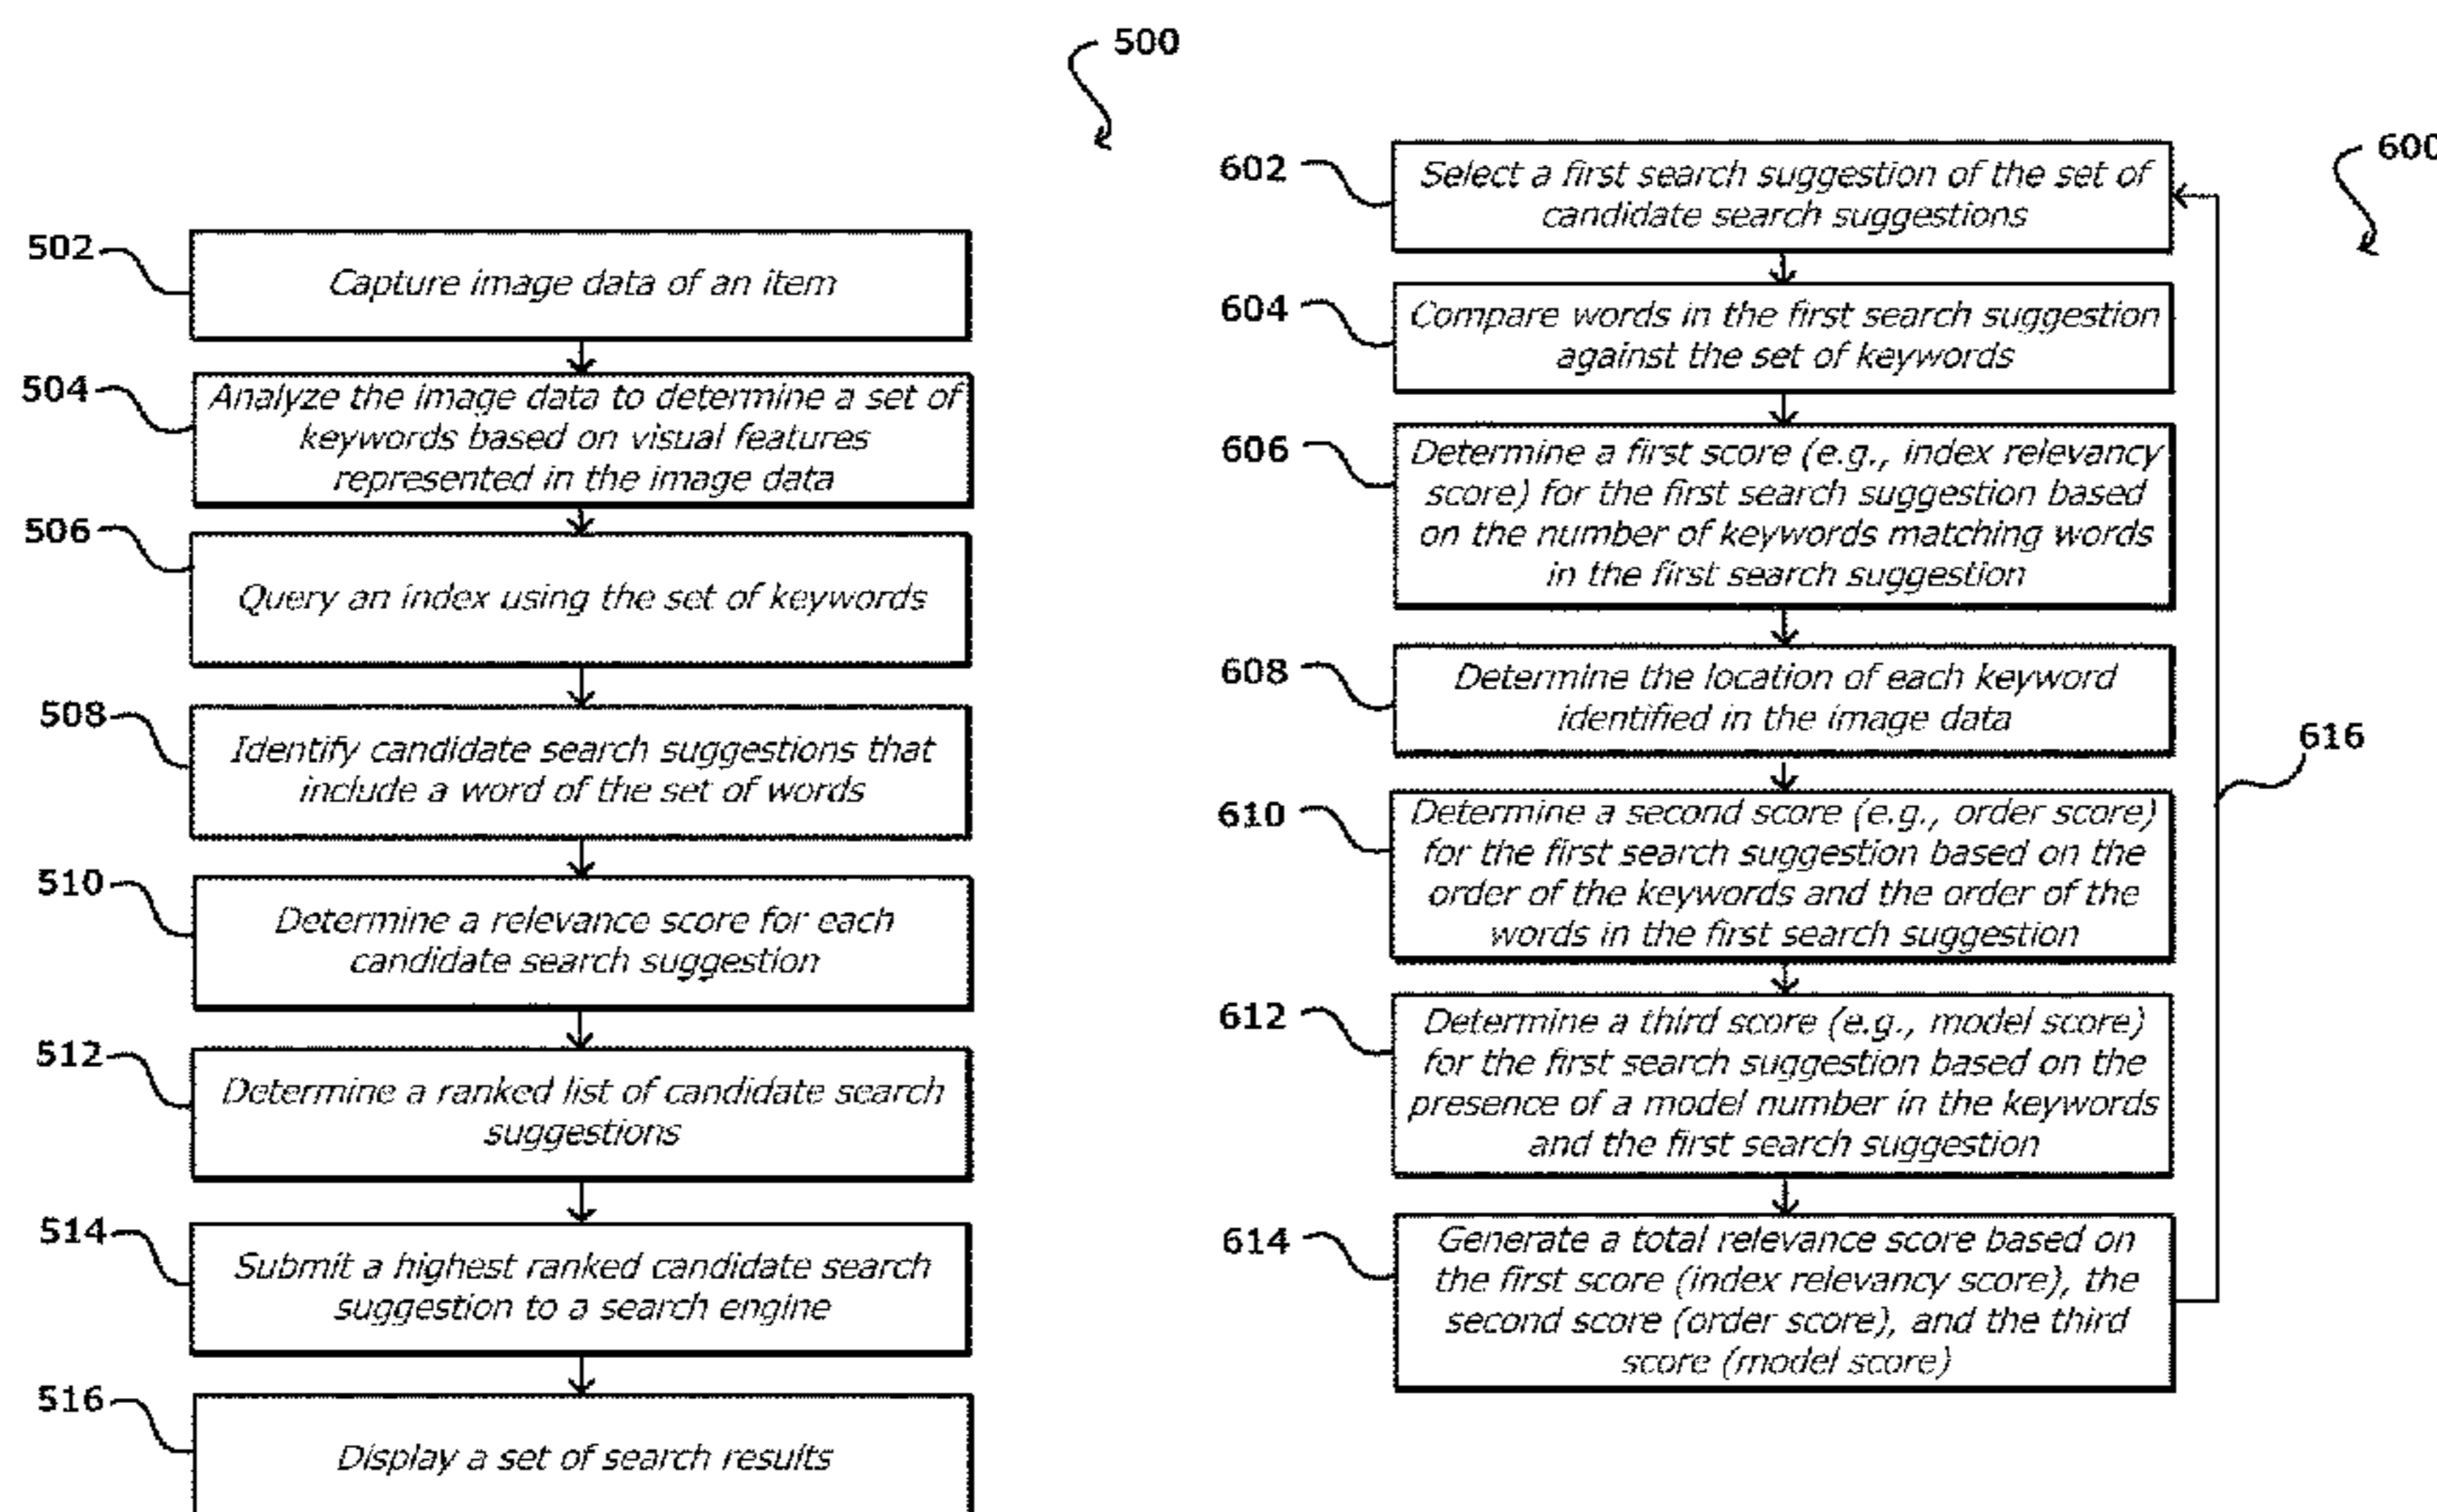 500
502
Capture image data of an item
504
Analyze the image data to determine a set of
keywords based on visual features
represented in the image data
506
Query an index using the set of keywords
508
Identify candidate search suggestions that
include a word of the set of words
510
Determine a relevance score for each
candidate search suggestion
512
Determine a ranked list of candidate search
suggestions
514
Submit a highest ranked candidate search
suggestion to a search engine
516
Display a set of search results
600
602
Select a first search suggestion of the set of
candidate search suggestions
604
Compare words in the first search suggestion
against the set of keywords
606
Determine a first score (e.g., index relevancy
score) for the first search suggestion based
on the number of keywords matching words
in the first search suggestion
608
Determine the location of each keyword
identified in the image data
616
610
Determine a second score (e.g., order score)
for the first search suggestion based on the
order of the keywords and the order of the
words in the first search suggestion
612
Determine a third score (e.g., model score)
for the first search suggestion based on the
presence of a model number in the keywords
and the first search suggestion
614
Generate a total relevance score based on
the first score (index relevancy score), the
second score (order score), and the third
score (model score)